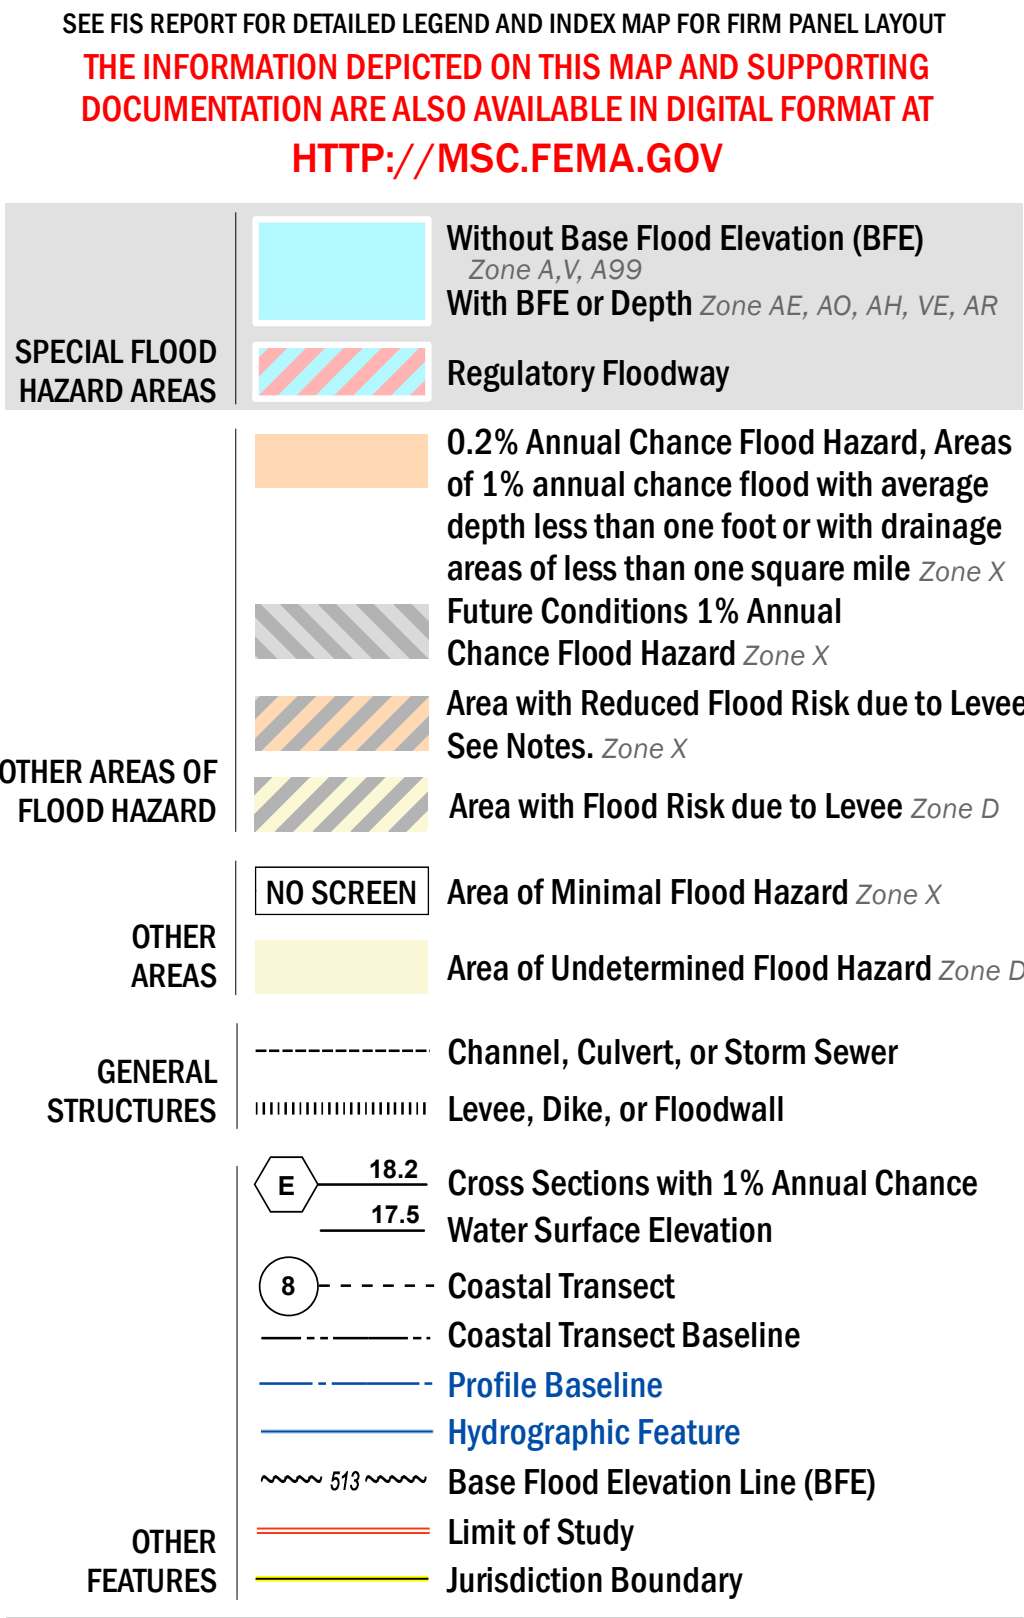 SEE FIS REPORT FOR DETAILED LEGEND AND INDEX MAP FOR FIRM PANEL LAYOUT
THE INFORMATION DEPICTED ON THIS MAP AND SUPPORTING
DOCUMENTATION ARE ALSO AVAILABLE IN DIGITAL FORMAT AT
HTTP://MSC.FEMA.GOV
SPECIAL FLOOD
HAZARD AREAS
Without Base Flood Elevation (BFE)
Zone A,V, A99
With BFE or Depth Zone AE, AO, AH, VE, AR
Regulatory Floodway
OTHER AREAS OF
FLOOD HAZARD
0.2% Annual Chance Flood Hazard, Areas
of 1% annual chance flood with average
depth less than one foot or with drainage
areas of less than one square mile Zone X
Future Conditions 1% Annual
Chance Flood Hazard Zone X
Area with Reduced Flood Risk due to Levee
See Notes. Zone X
Area with Flood Risk due to Levee Zone D
OTHER
AREAS
NO SCREEN Area of Minimal Flood Hazard Zone X
Area of Undetermined Flood Hazard Zone D
GENERAL
STRUCTURES
Channel, Culvert, or Storm Sewer
Levee, Dike, or Floodwall
OTHER
FEATURES
E 18.2 Cross Sections with 1% Annual Chance
17.5 Water Surface Elevation
8 Coastal Transect
Coastal Transect Baseline
Profile Baseline
Hydrographic Feature
513 Base Flood Elevation Line (BFE)
Limit of Study
Jurisdiction Boundary